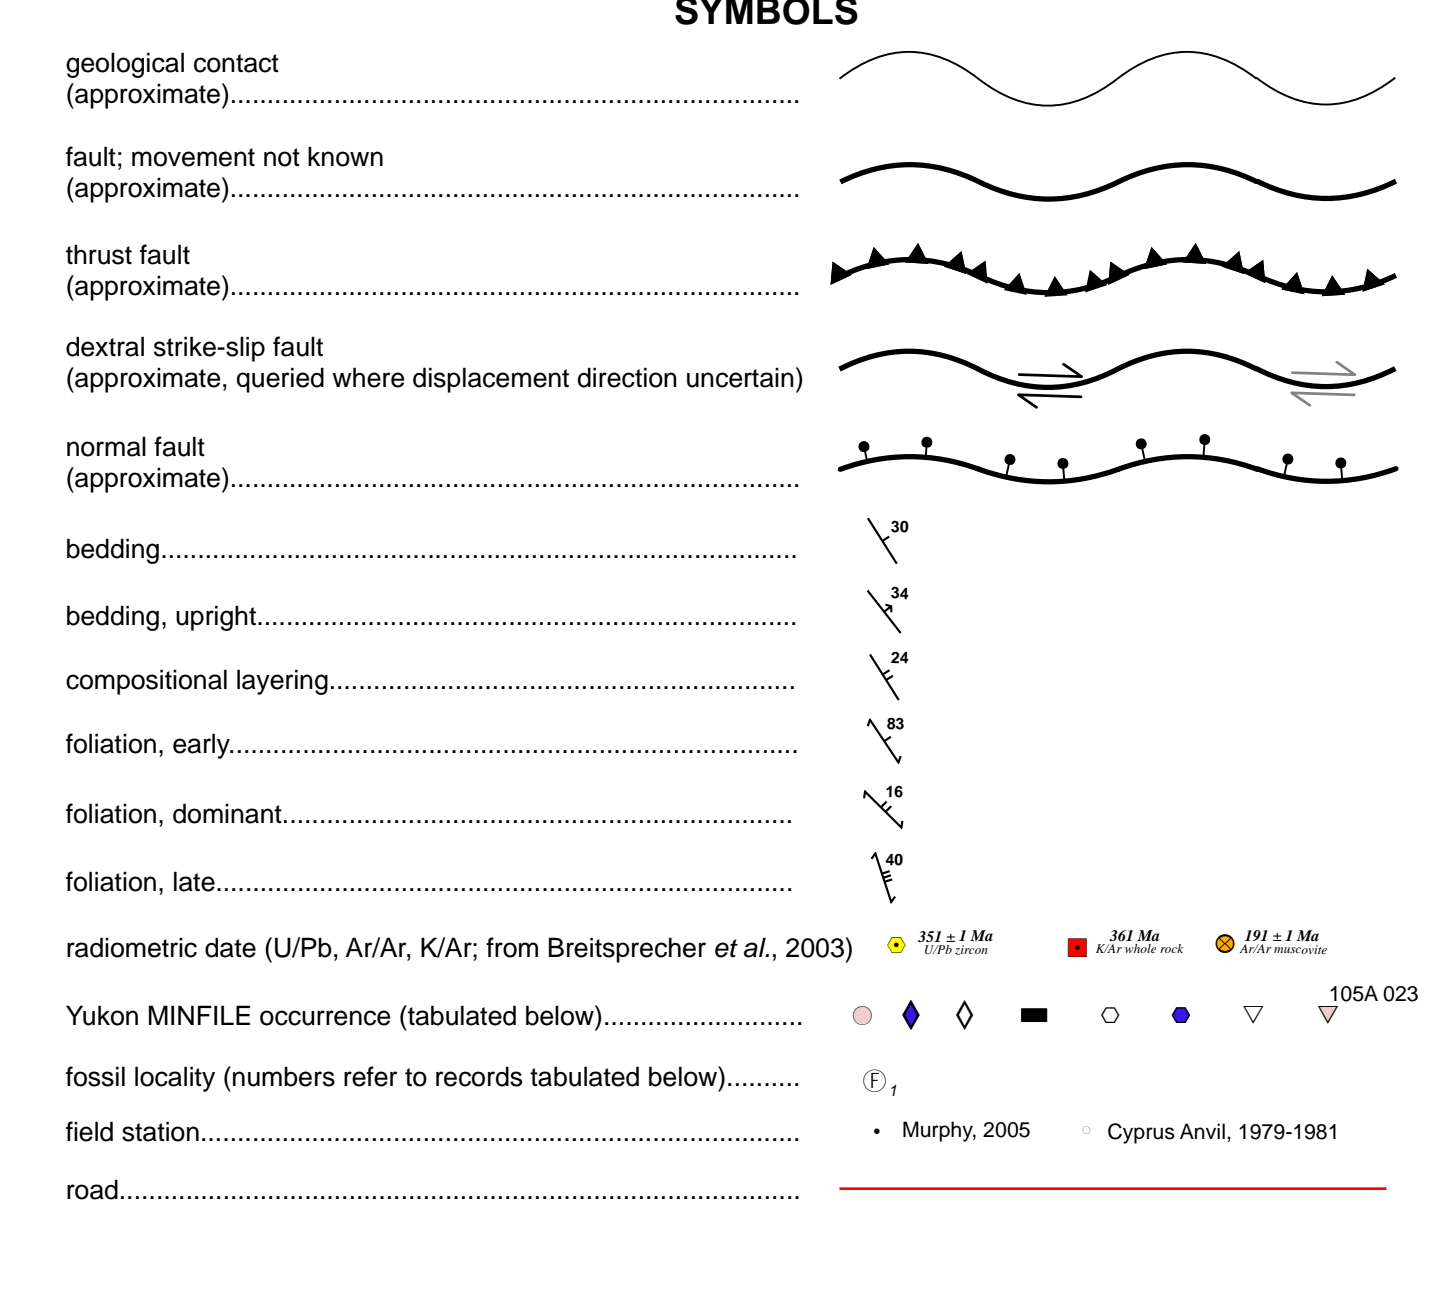 SYMBOLS
geological contact
(approximate)..............................................................................
fault; movement not known
(approximate)..............................................................................
thrust fault
(approximate)..............................................................................
dextral strike-slip fault
(approximate, queried where displacement direction uncertain)
normal fault
(approximate)..............................................................................
bedding....................................................................................... 30
bedding, upright.......................................................................... 34
compositional layering................................................................ 24
foliation, early.............................................................................. 83
foliation, dominant...................................................................... 16
foliation, late............................................................................... 40
radiometric date (U/Pb, Ar/Ar, K/Ar; from Breitsprecher et al., 2003) 351 ± 1 Ma 361 Ma 191 ± 1 Ma
U/Pb zircon K/Ar whole rock Ar/Ar muscovite
105A 023
Yukon MINFILE occurrence (tabulated below)...........................
fossil locality (numbers refer to records tabulated below).......... F 1
field station.................................................................................. Murphy, 2005 Cyprus Anvil, 1979-1981
road.............................................................................................